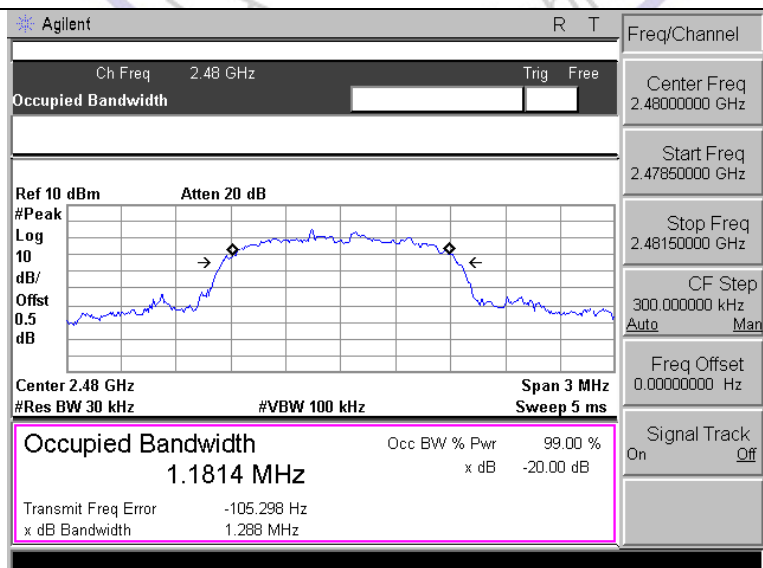 Agilent R T
Ch Freq 2.48 GHz Trig Free
Occupied Bandwidth
Ref 10 dBm Atten 20 dB
#Peak
Log
10
dB/
Offst
0.5
dB
Center 2.48 GHz Span 3 MHz
#Res BW 30 kHz #VBW 100 kHz Sweep 5 ms
Occupied Bandwidth Occ BW % Pwr 99.00 %
1.1814 MHz x dB -20.00 dB
Transmit Freq Error -105.298 Hz
x dB Bandwidth 1.288 MHz
Freq/Channel
Center Freq
2.48000000 GHz
Start Freq
2.47850000 GHz
Stop Freq
2.48150000 GHz
CF Step
300.000000 kHz
Auto Man
Freq Offset
0.00000000 Hz
Signal Track
On Off